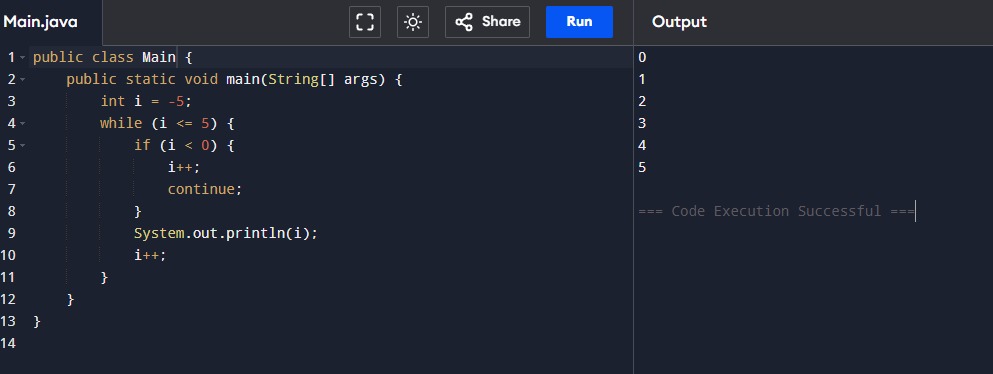 Main.java Share Run Output
1 public class Main {
2     public static void main(String[] args) {
3         int i = -5;
4         while (i <= 5) {
5             if (i < 0) {
6                 i++;
7                 continue;
8             }
9             System.out.println(i);
10             i++;
11         }
12     }
13 }
14
0
1
2
3
4
5
=== Code Execution Successful ===